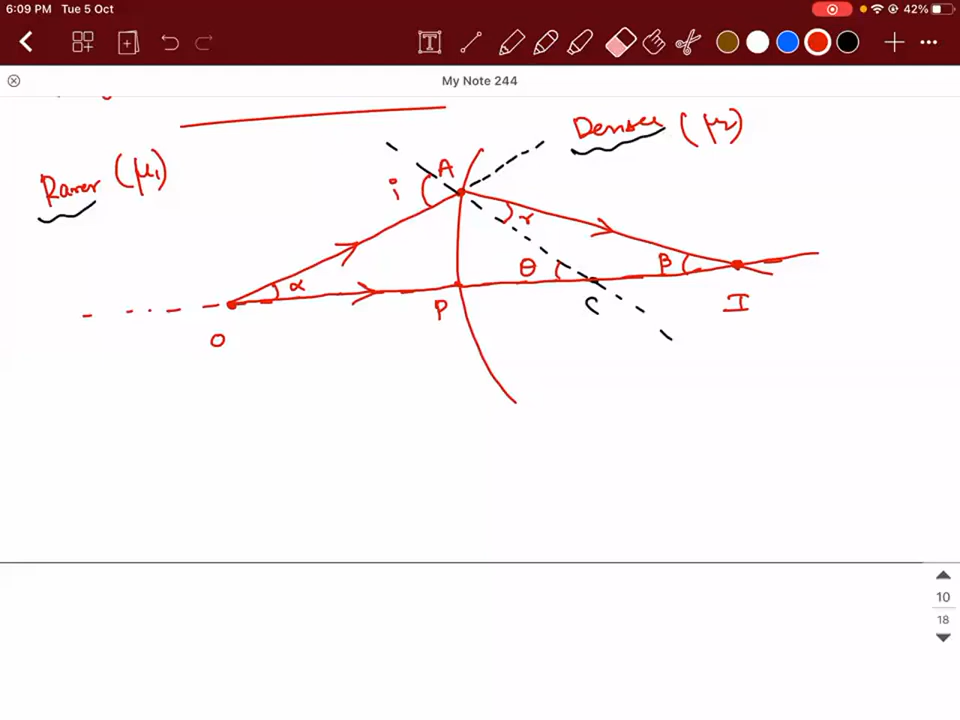 6:09 PM Tue 5 Oct
42%
T
My Note 244
Denser (μ2)
Rarer (μ1)
A
i
r
α
θ
β
O
P
C
I
10
18